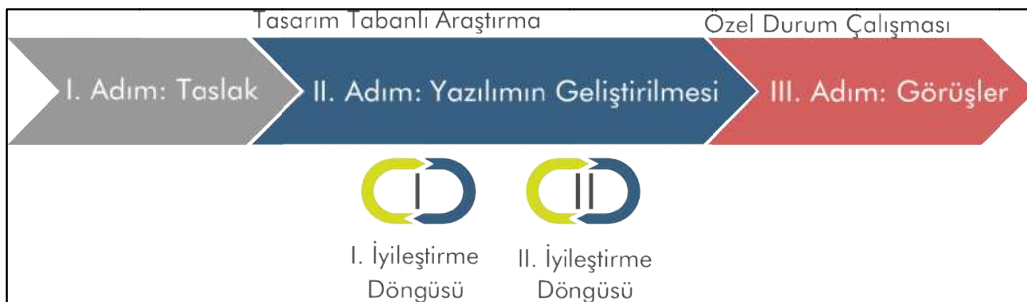 Tasarım Tabanlı Araştırma
Özel Durum Çalışması
I. Adım: Taslak
II. Adım: Yazılımın Geliştirilmesi
III. Adım: Görüşler
I
II
I. İyileştirme
Döngüsü
II. İyileştirme
Döngüsü